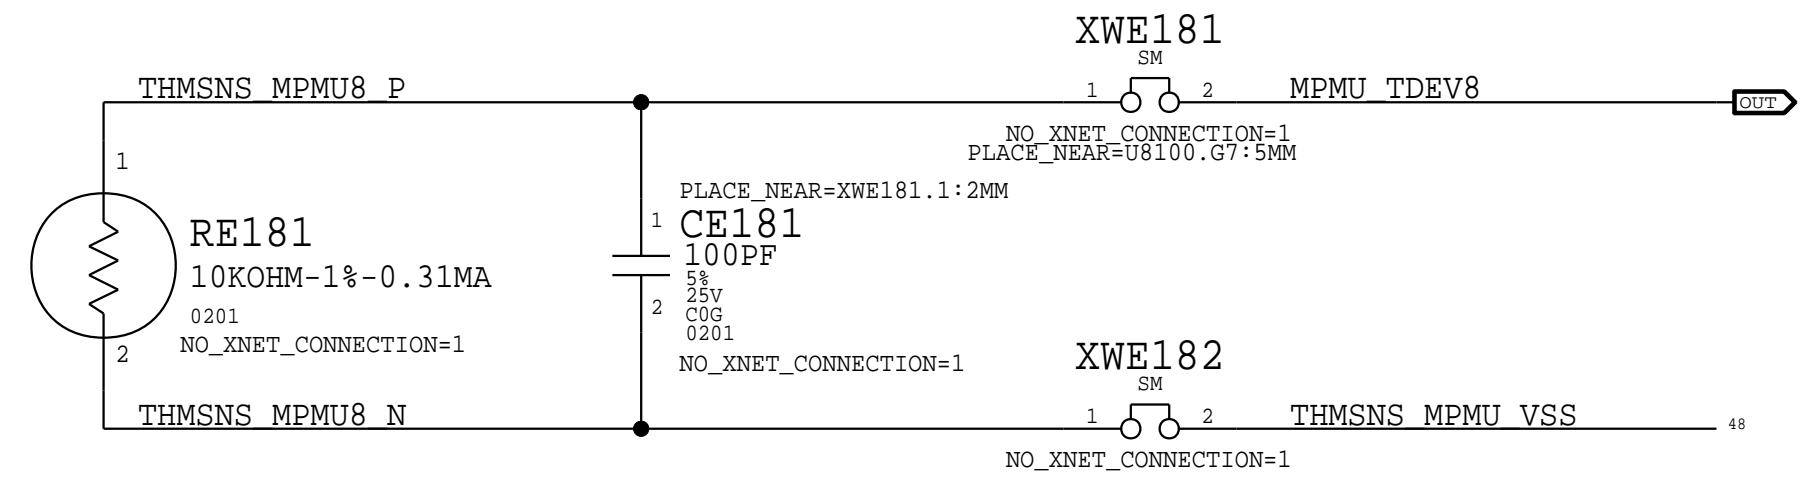 XWE181
SM
THMSNS_MPMU8_P
1
2
MPMU_TDEV8
OUT
NO_XNET_CONNECTION=1
PLACE_NEAR=U8100.G7:5MM
1
PLACE_NEAR=XWE181.1:2MM
1
CE181
100PF
5%
25V
C0G
0201
2
NO_XNET_CONNECTION=1
RE181
10KOHM-1%-0.31MA
0201
NO_XNET_CONNECTION=1
2
XWE182
SM
THMSNS_MPMU8_N
1
2
THMSNS_MPMU_VSS
48
NO_XNET_CONNECTION=1